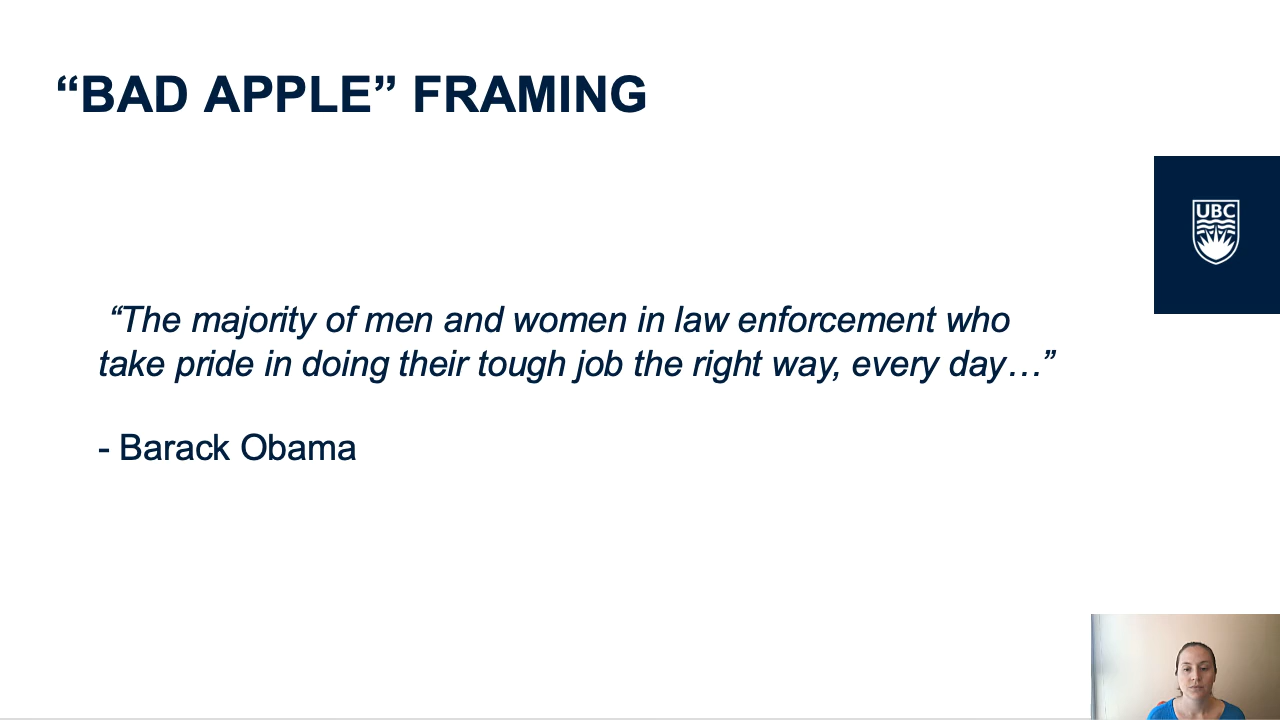 “BAD APPLE” FRAMING
UBC
“The majority of men and women in law enforcement who
take pride in doing their tough job the right way, every day…”
- Barack Obama